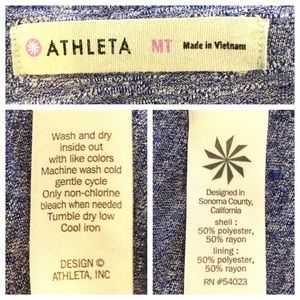 ATHLETA MT Made in Vietnam
Wash and dry
inside out
with like colors
Machine wash cold
gentle cycle
Only non-chlorine
bleach when needed
Tumble dry low
Cool iron
DESIGN ©
ATHLETA, INC
Designed in
Sonoma County,
California
shell :
50% polyester,
50% rayon
lining :
50% polyester,
50% rayon
RN #54023